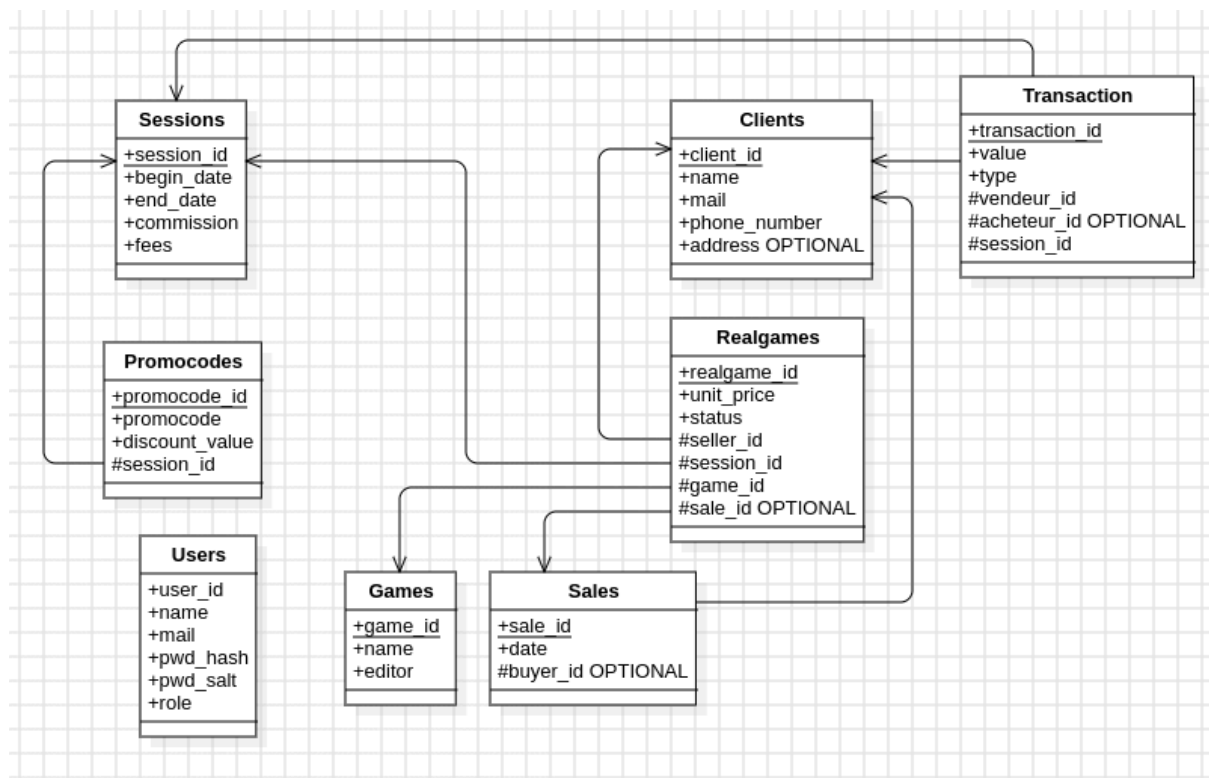 Sessions
+session_id
+begin_date
+end_date
+commission
+fees
Clients
+client_id
+name
+mail
+phone_number
+address OPTIONAL
Transaction
+transaction_id
+value
+type
#vendeur_id
#acheteur_id OPTIONAL
#session_id
Promocodes
+promocode_id
+promocode
+discount_value
#session_id
Realgames
+realgame_id
+unit_price
+status
#seller_id
#session_id
#game_id
#sale_id OPTIONAL
Users
+user_id
+name
+mail
+pwd_hash
+pwd_salt
+role
Games
+game_id
+name
+editor
Sales
+sale_id
+date
#buyer_id OPTIONAL